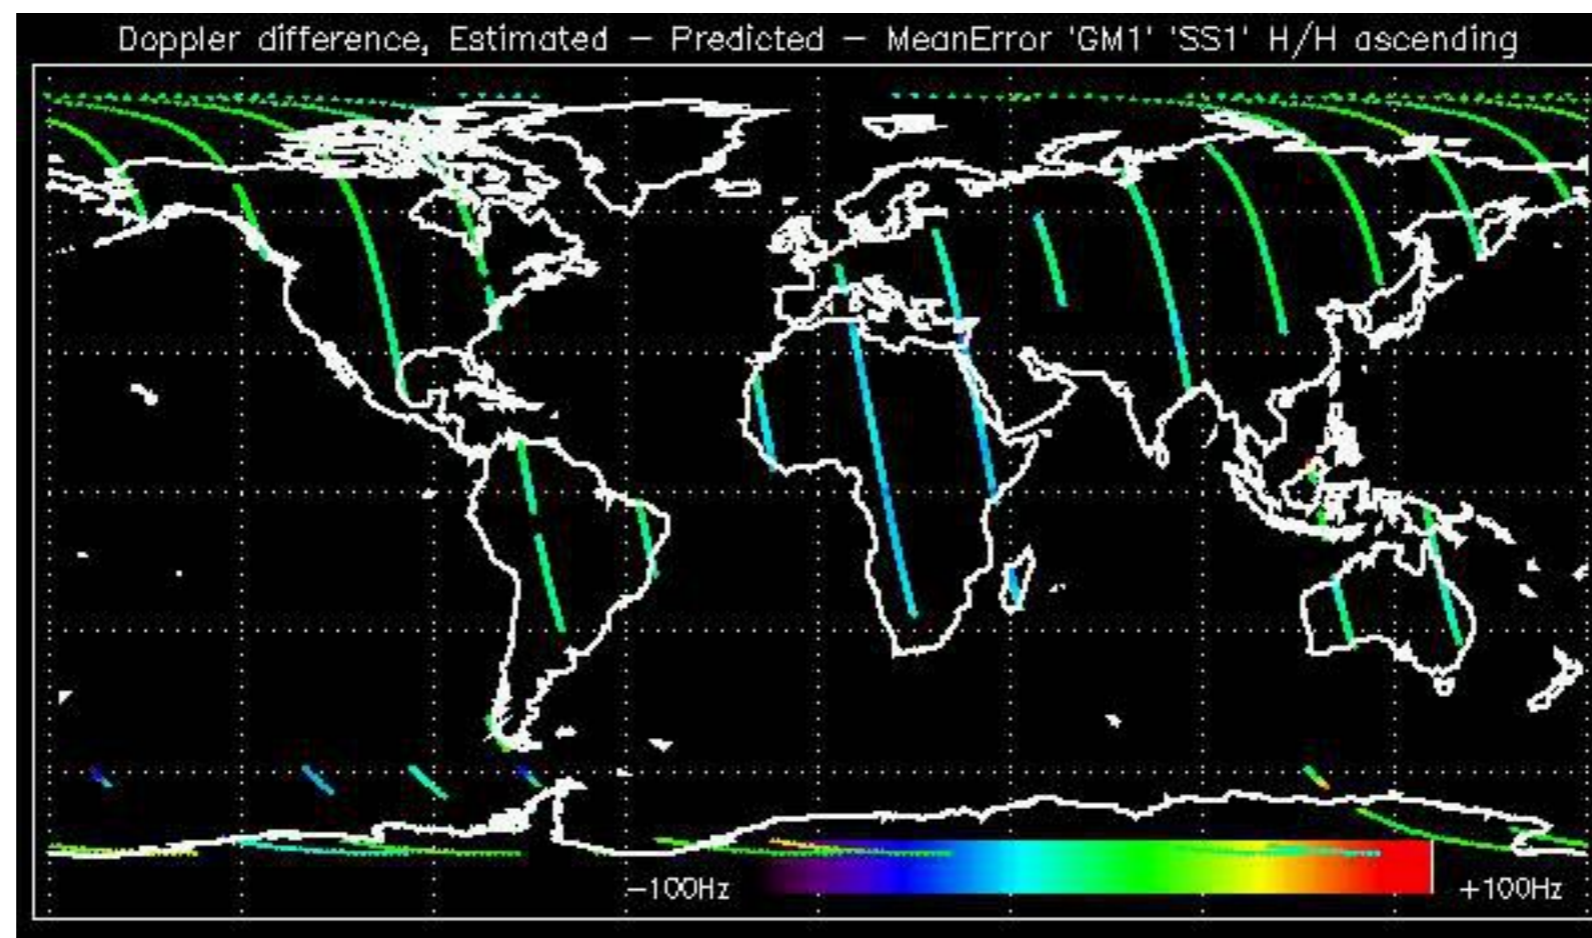 Doppler difference, Estimated - Predicted - MeanError 'GM1' 'SS1' H/H ascending
-100Hz +100Hz